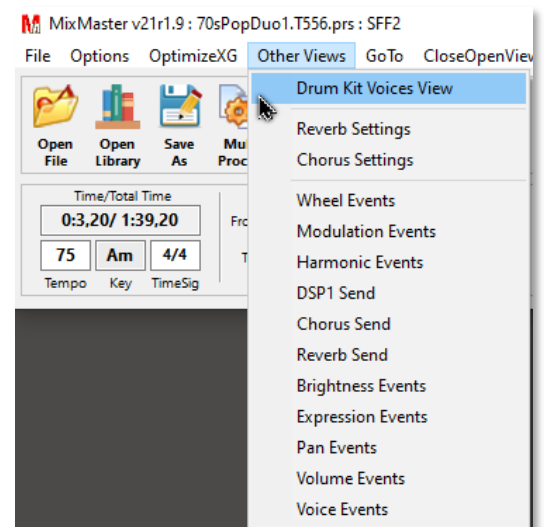 MixMaster v21r1.9 : 70sPopDuo1.T556.prs : SFF2
File Options OptimizeXG Other Views GoTo CloseOpenView
Open File
Open Library
Save As
Time/Total Time
0:3,20/ 1:39,20
75 Am 4/4
Tempo Key TimeSig
Drum Kit Voices View
Reverb Settings
Chorus Settings
Wheel Events
Modulation Events
Harmonic Events
DSP1 Send
Chorus Send
Reverb Send
Brightness Events
Expression Events
Pan Events
Volume Events
Voice Events